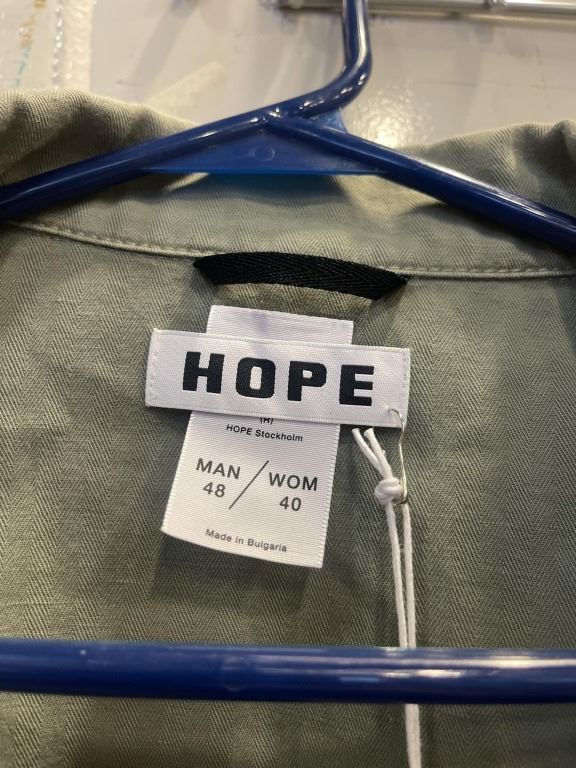 HOPE
(H)
HOPE Stockholm
MAN / WOM
48 / 40
Made in Bulgaria